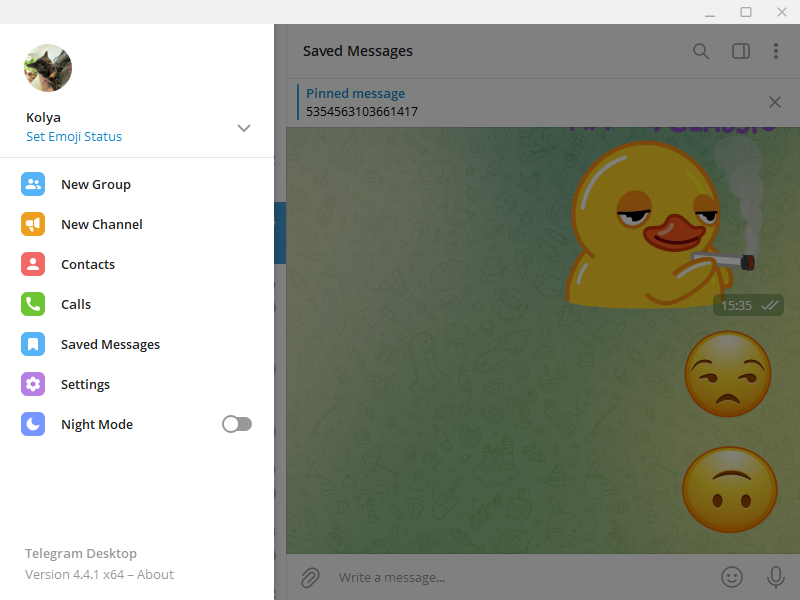 Kolya
Set Emoji Status
New Group
New Channel
Contacts
Calls
Saved Messages
Settings
Night Mode
Telegram Desktop
Version 4.4.1 x64 – About
Saved Messages
Pinned message
5354563103661417
15:35
Write a message...